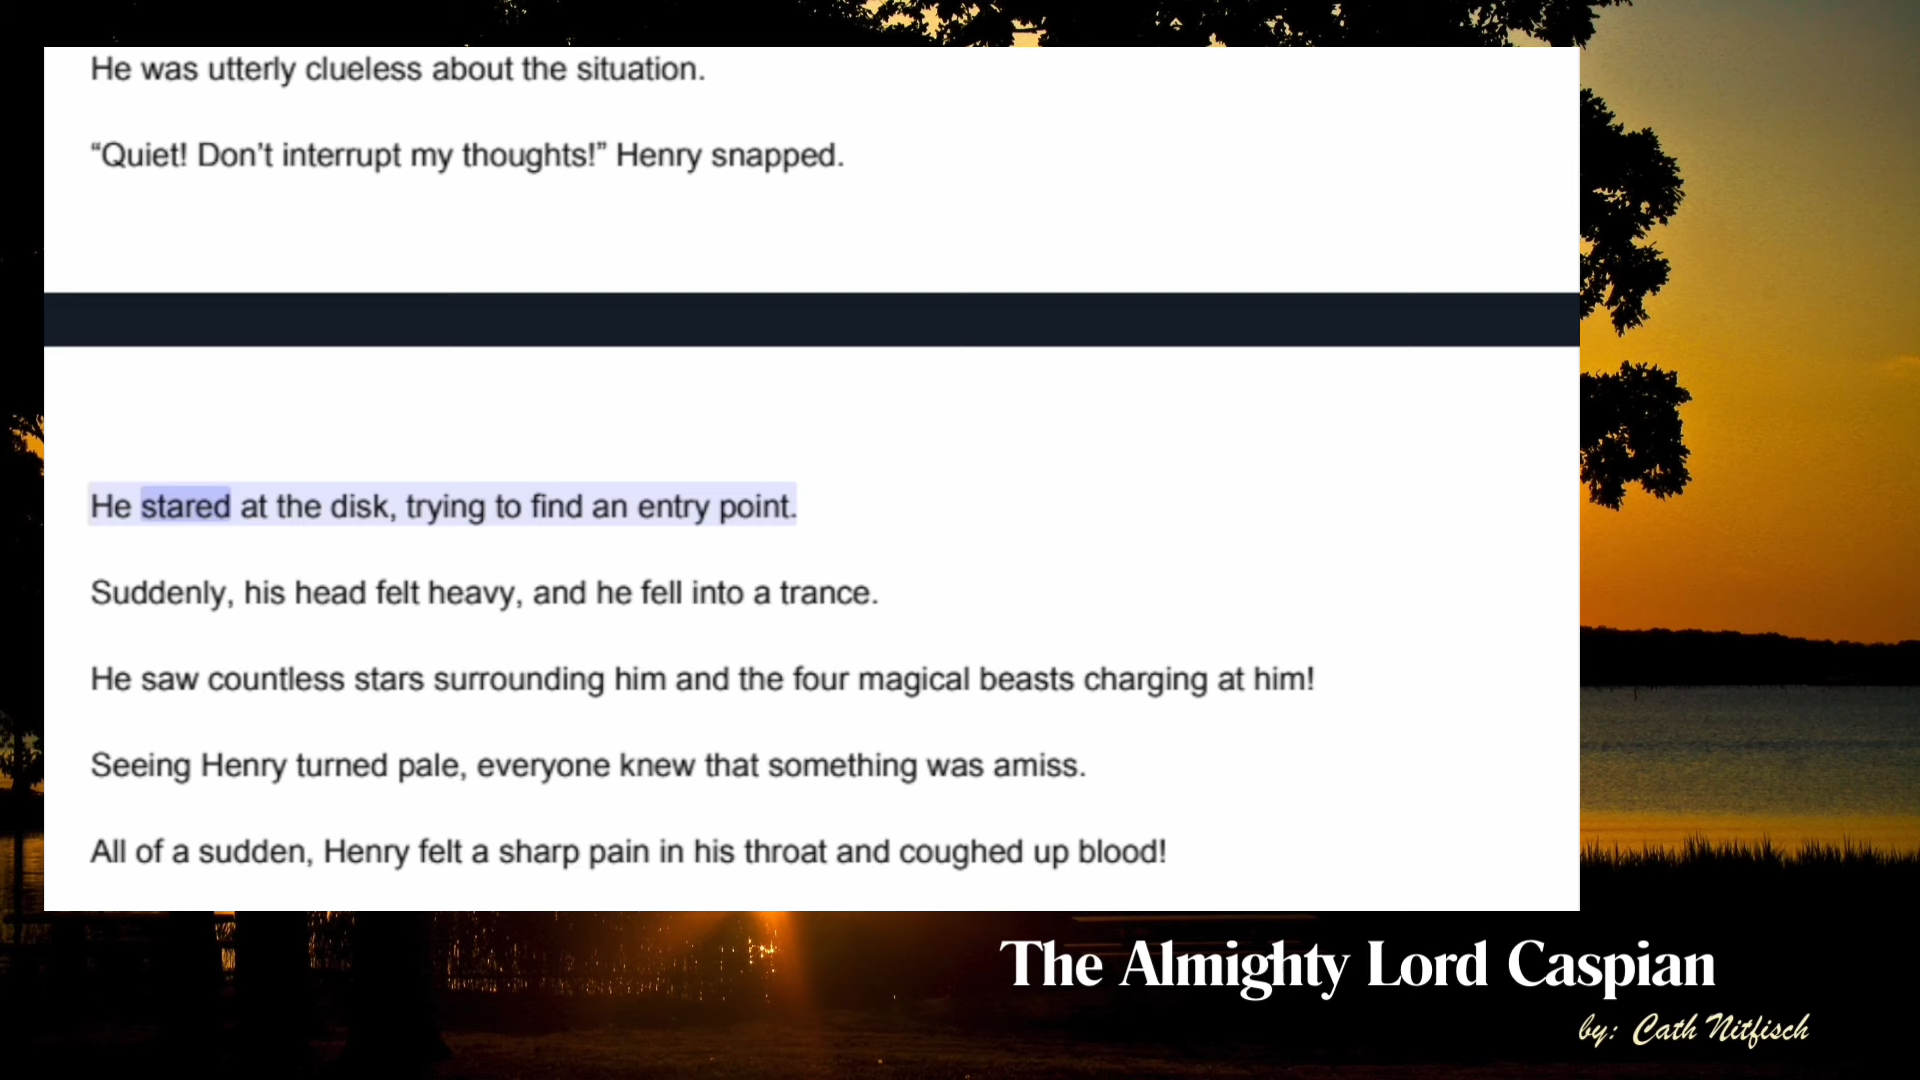 He was utterly clueless about the situation.
“Quiet! Don’t interrupt my thoughts!” Henry snapped.
He stared at the disk, trying to find an entry point.
Suddenly, his head felt heavy, and he fell into a trance.
He saw countless stars surrounding him and the four magical beasts charging at him!
Seeing Henry turned pale, everyone knew that something was amiss.
All of a sudden, Henry felt a sharp pain in his throat and coughed up blood!
The Almighty Lord Caspian
by: Cath Nitfisch